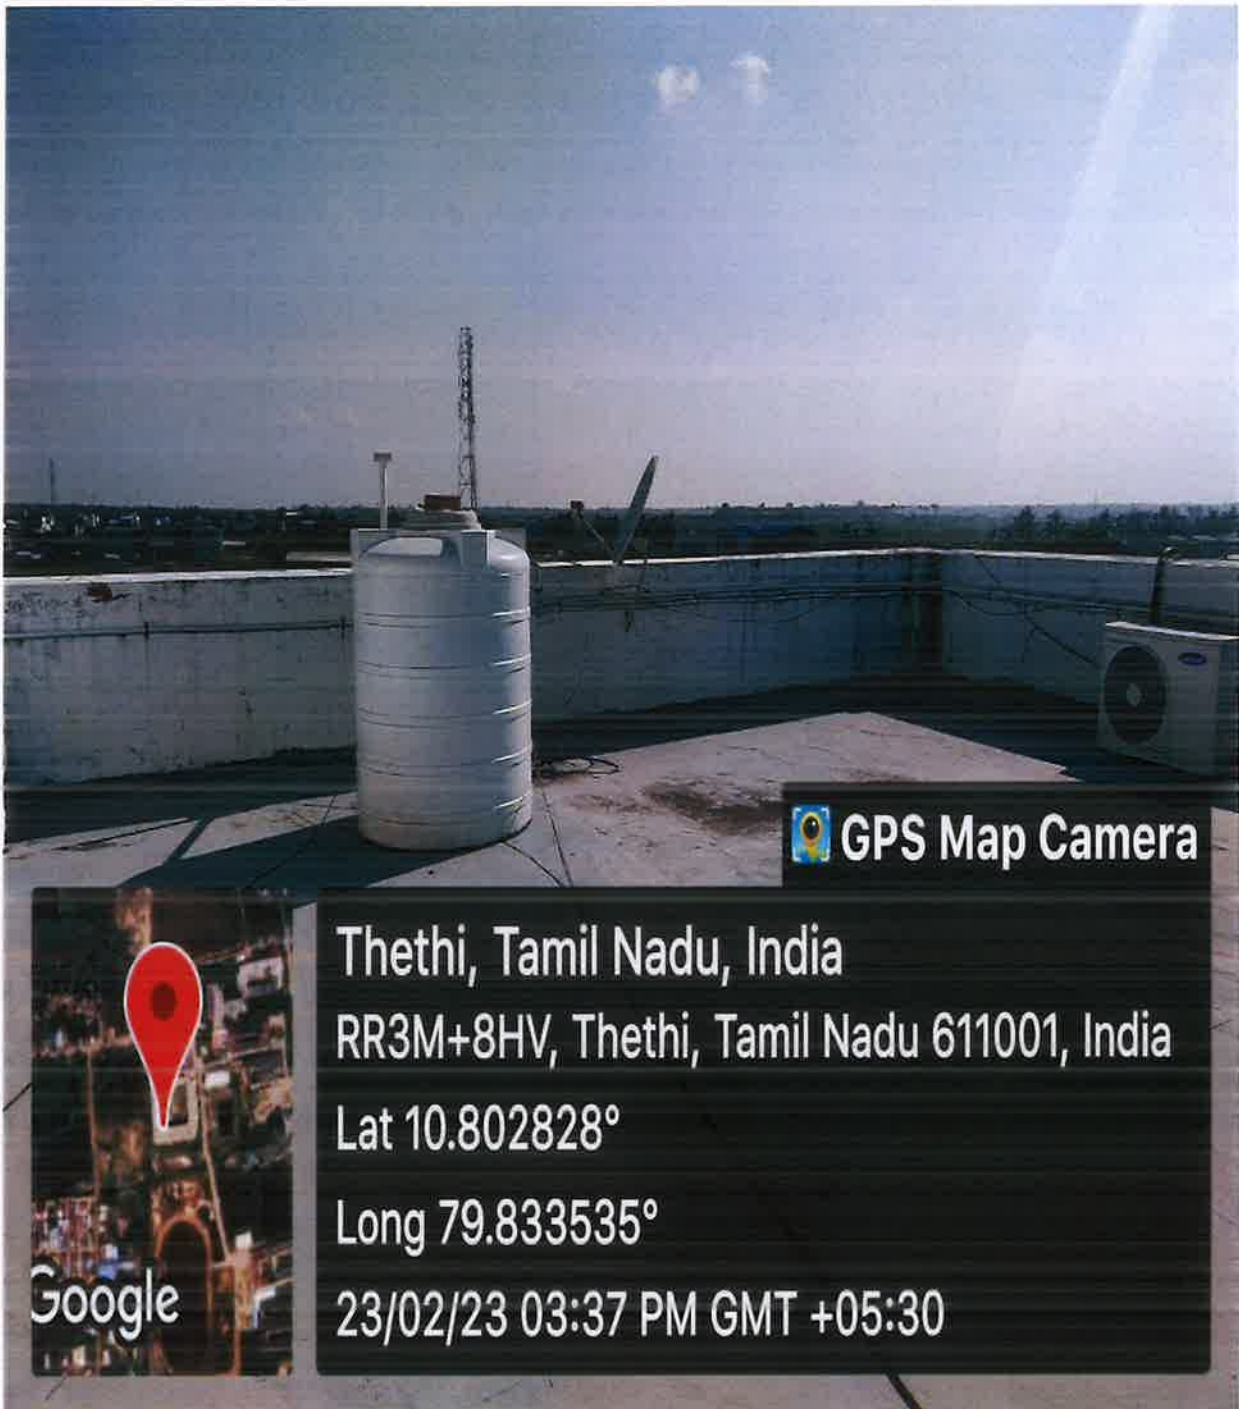 GPS Map Camera
Thethi, Tamil Nadu, India
RR3M+8HV, Thethi, Tamil Nadu 611001, India
Lat 10.802828°
Long 79.833535°
23/02/23 03:37 PM GMT +05:30
Google